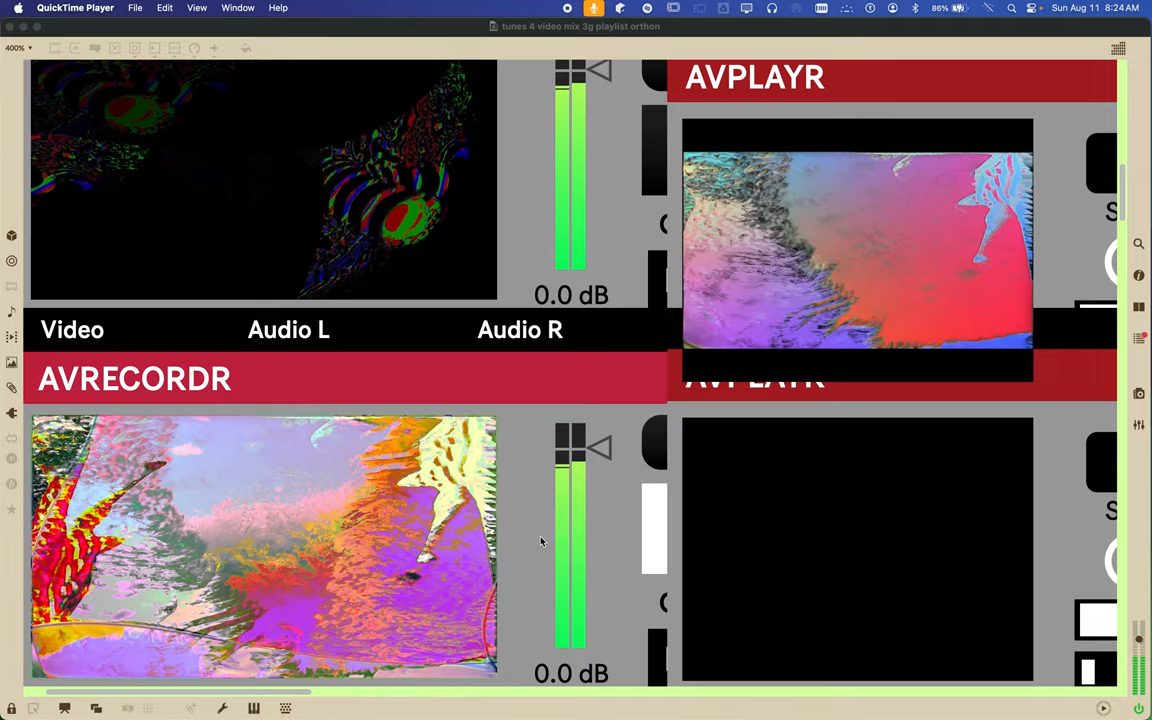 QuickTime Player File Edit View Window Help 86% Sun Aug 11 8:24 AM
tunes 4 video mix 3g playlist orthon
400%
AVPLAYR
S
0.0 dB
Video Audio L Audio R
AVRECORDR
AVPLAYR
S
0.0 dB